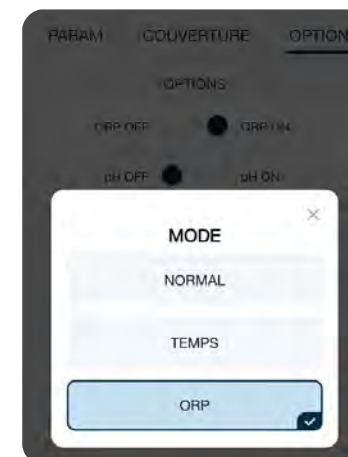 PARAM COUVERTURE OPTION
OPTIONS
ORP OFF ORP ON
pH OFF pH ON
MODE
NORMAL
TEMPS
ORP